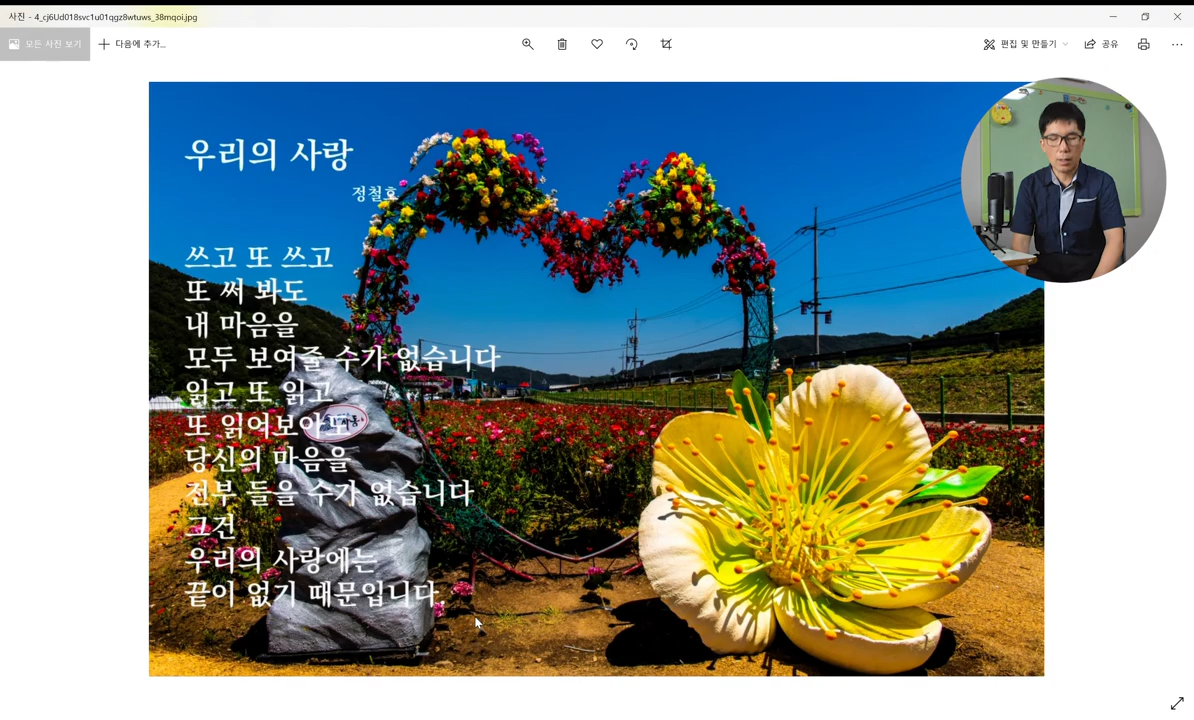 사진 - 4_cj6Ud018svc1u01qgz8wtuws_38mqoi.jpg
모든 사진 보기
다음에 추가...
편집 및 만들기
공유
우리의 사랑
정철호
쓰고 또 쓰고
또 써 봐도
내 마음을
모두 보여줄 수가 없습니다
읽고 또 읽고
또 읽어보아도
당신의 마음을
전부 들을 수가 없습니다
그건
우리의 사랑에는
끝이 없기 때문입니다.